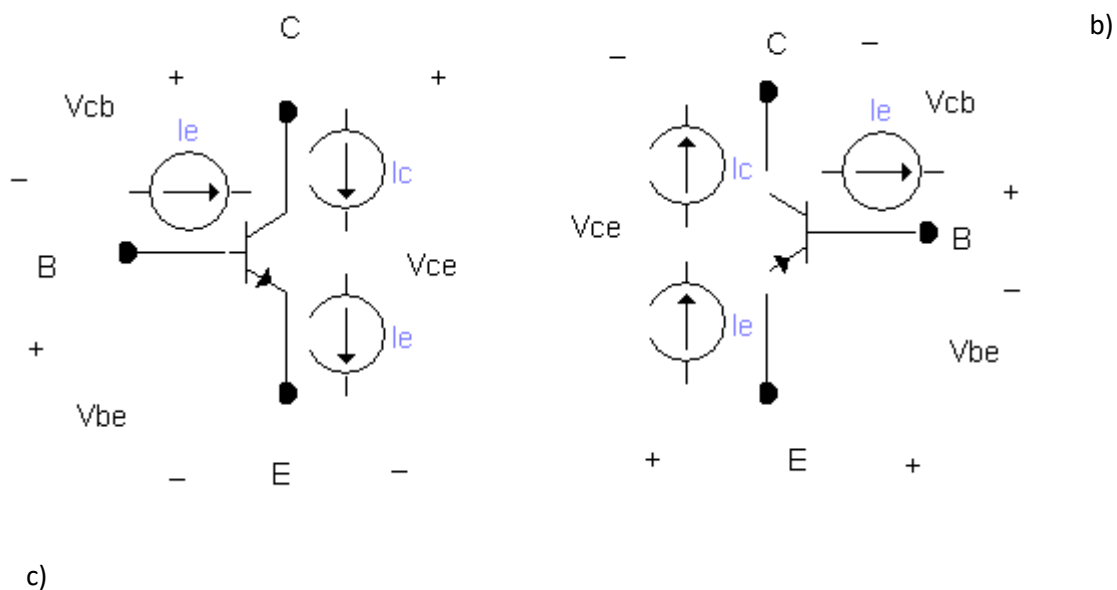 b)
C
+ +
Vcb
Ie
Ic
–
B
Vce
+
Ie
Vbe
– E –
– C –
Ie
Vcb
Ic
+
Vce
B
–
Ie
Vbe
+ E +
c)